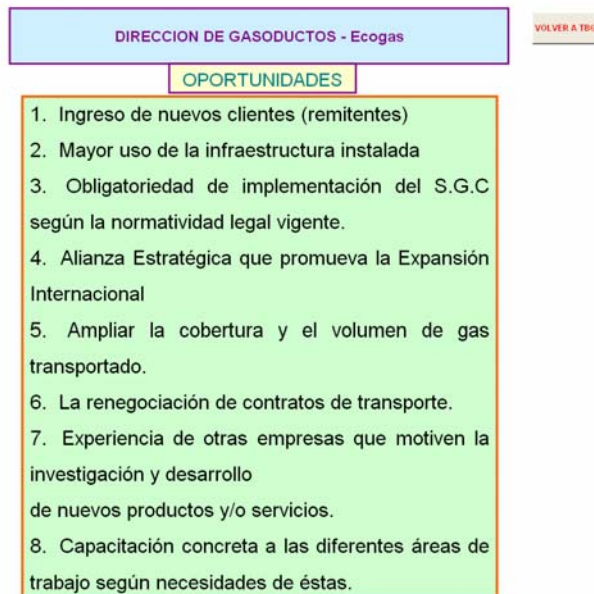 DIRECCION DE GASODUCTOS - Ecogas
VOLVER A
OPORTUNIDADES
1. Ingreso de nuevos clientes (remitentes)
2. Mayor uso de la infraestructura instalada
3. Obligatoriedad de implementación del S.G.C
según la normatividad legal vigente.
4. Alianza Estratégica que promueva la Expansión
Internacional
5. Ampliar la cobertura y el volumen de gas
transportado.
6. La renegociación de contratos de transporte.
7. Experiencia de otras empresas que motiven la
investigación y desarrollo
de nuevos productos y/o servicios.
8. Capacitación concreta a las diferentes áreas de
trabajo según necesidades de éstas.